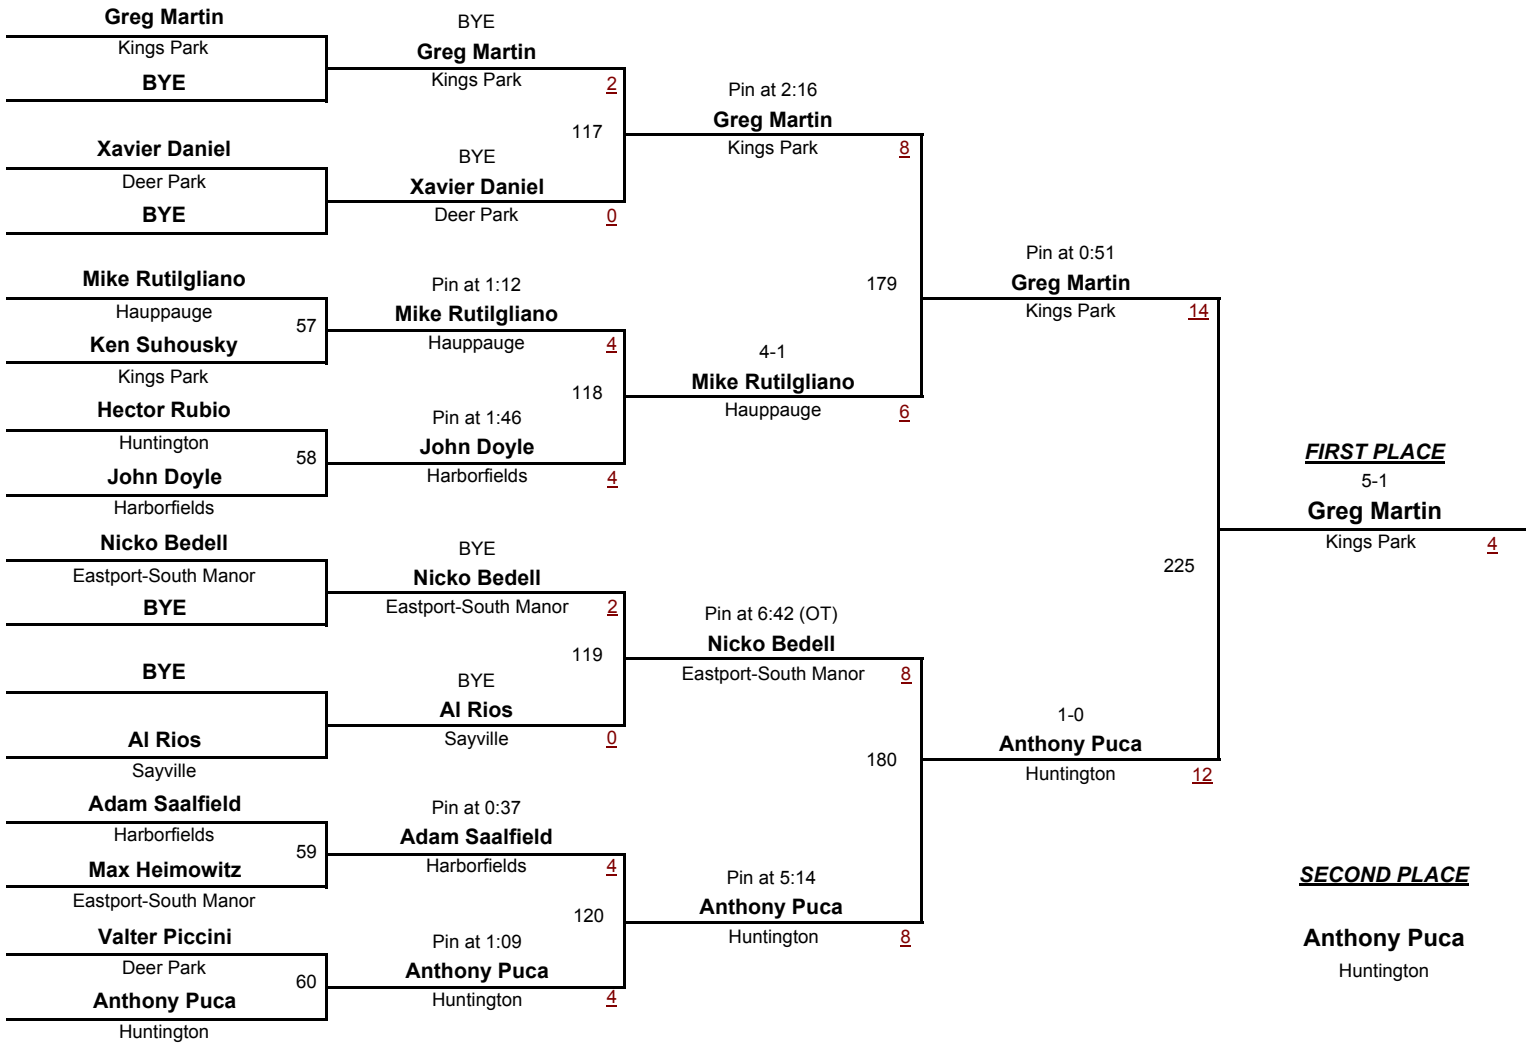 Greg Martin
Kings Park
BYE
Xavier Daniel
Deer Park
BYE
Mike Rutilgliano
Hauppauge
57
Ken Suhousky
Kings Park
Hector Rubio
Huntington
58
John Doyle
Harborfields
Nicko Bedell
Eastport-South Manor
BYE
BYE
Al Rios
Sayville
Adam Saalfield
Harborfields
59
Max Heimowitz
Eastport-South Manor
Valter Piccini
Deer Park
60
Anthony Puca
Huntington
BYE
Greg Martin
Kings Park
2
117
BYE
Xavier Daniel
Deer Park
0
Pin at 1:12
Mike Rutilgliano
Hauppauge
4
118
Pin at 1:46
John Doyle
Harborfields
4
BYE
Nicko Bedell
Eastport-South Manor
2
119
BYE
Al Rios
Sayville
0
Pin at 0:37
Adam Saalfield
Harborfields
4
120
Pin at 1:09
Anthony Puca
Huntington
4
Pin at 2:16
Greg Martin
Kings Park
8
179
4-1
Mike Rutilgliano
Hauppauge
6
Pin at 6:42 (OT)
Nicko Bedell
Eastport-South Manor
8
180
Pin at 5:14
Anthony Puca
Huntington
8
Pin at 0:51
Greg Martin
Kings Park
14
225
1-0
Anthony Puca
Huntington
12
FIRST PLACE
5-1
Greg Martin
Kings Park
4
SECOND PLACE
Anthony Puca
Huntington